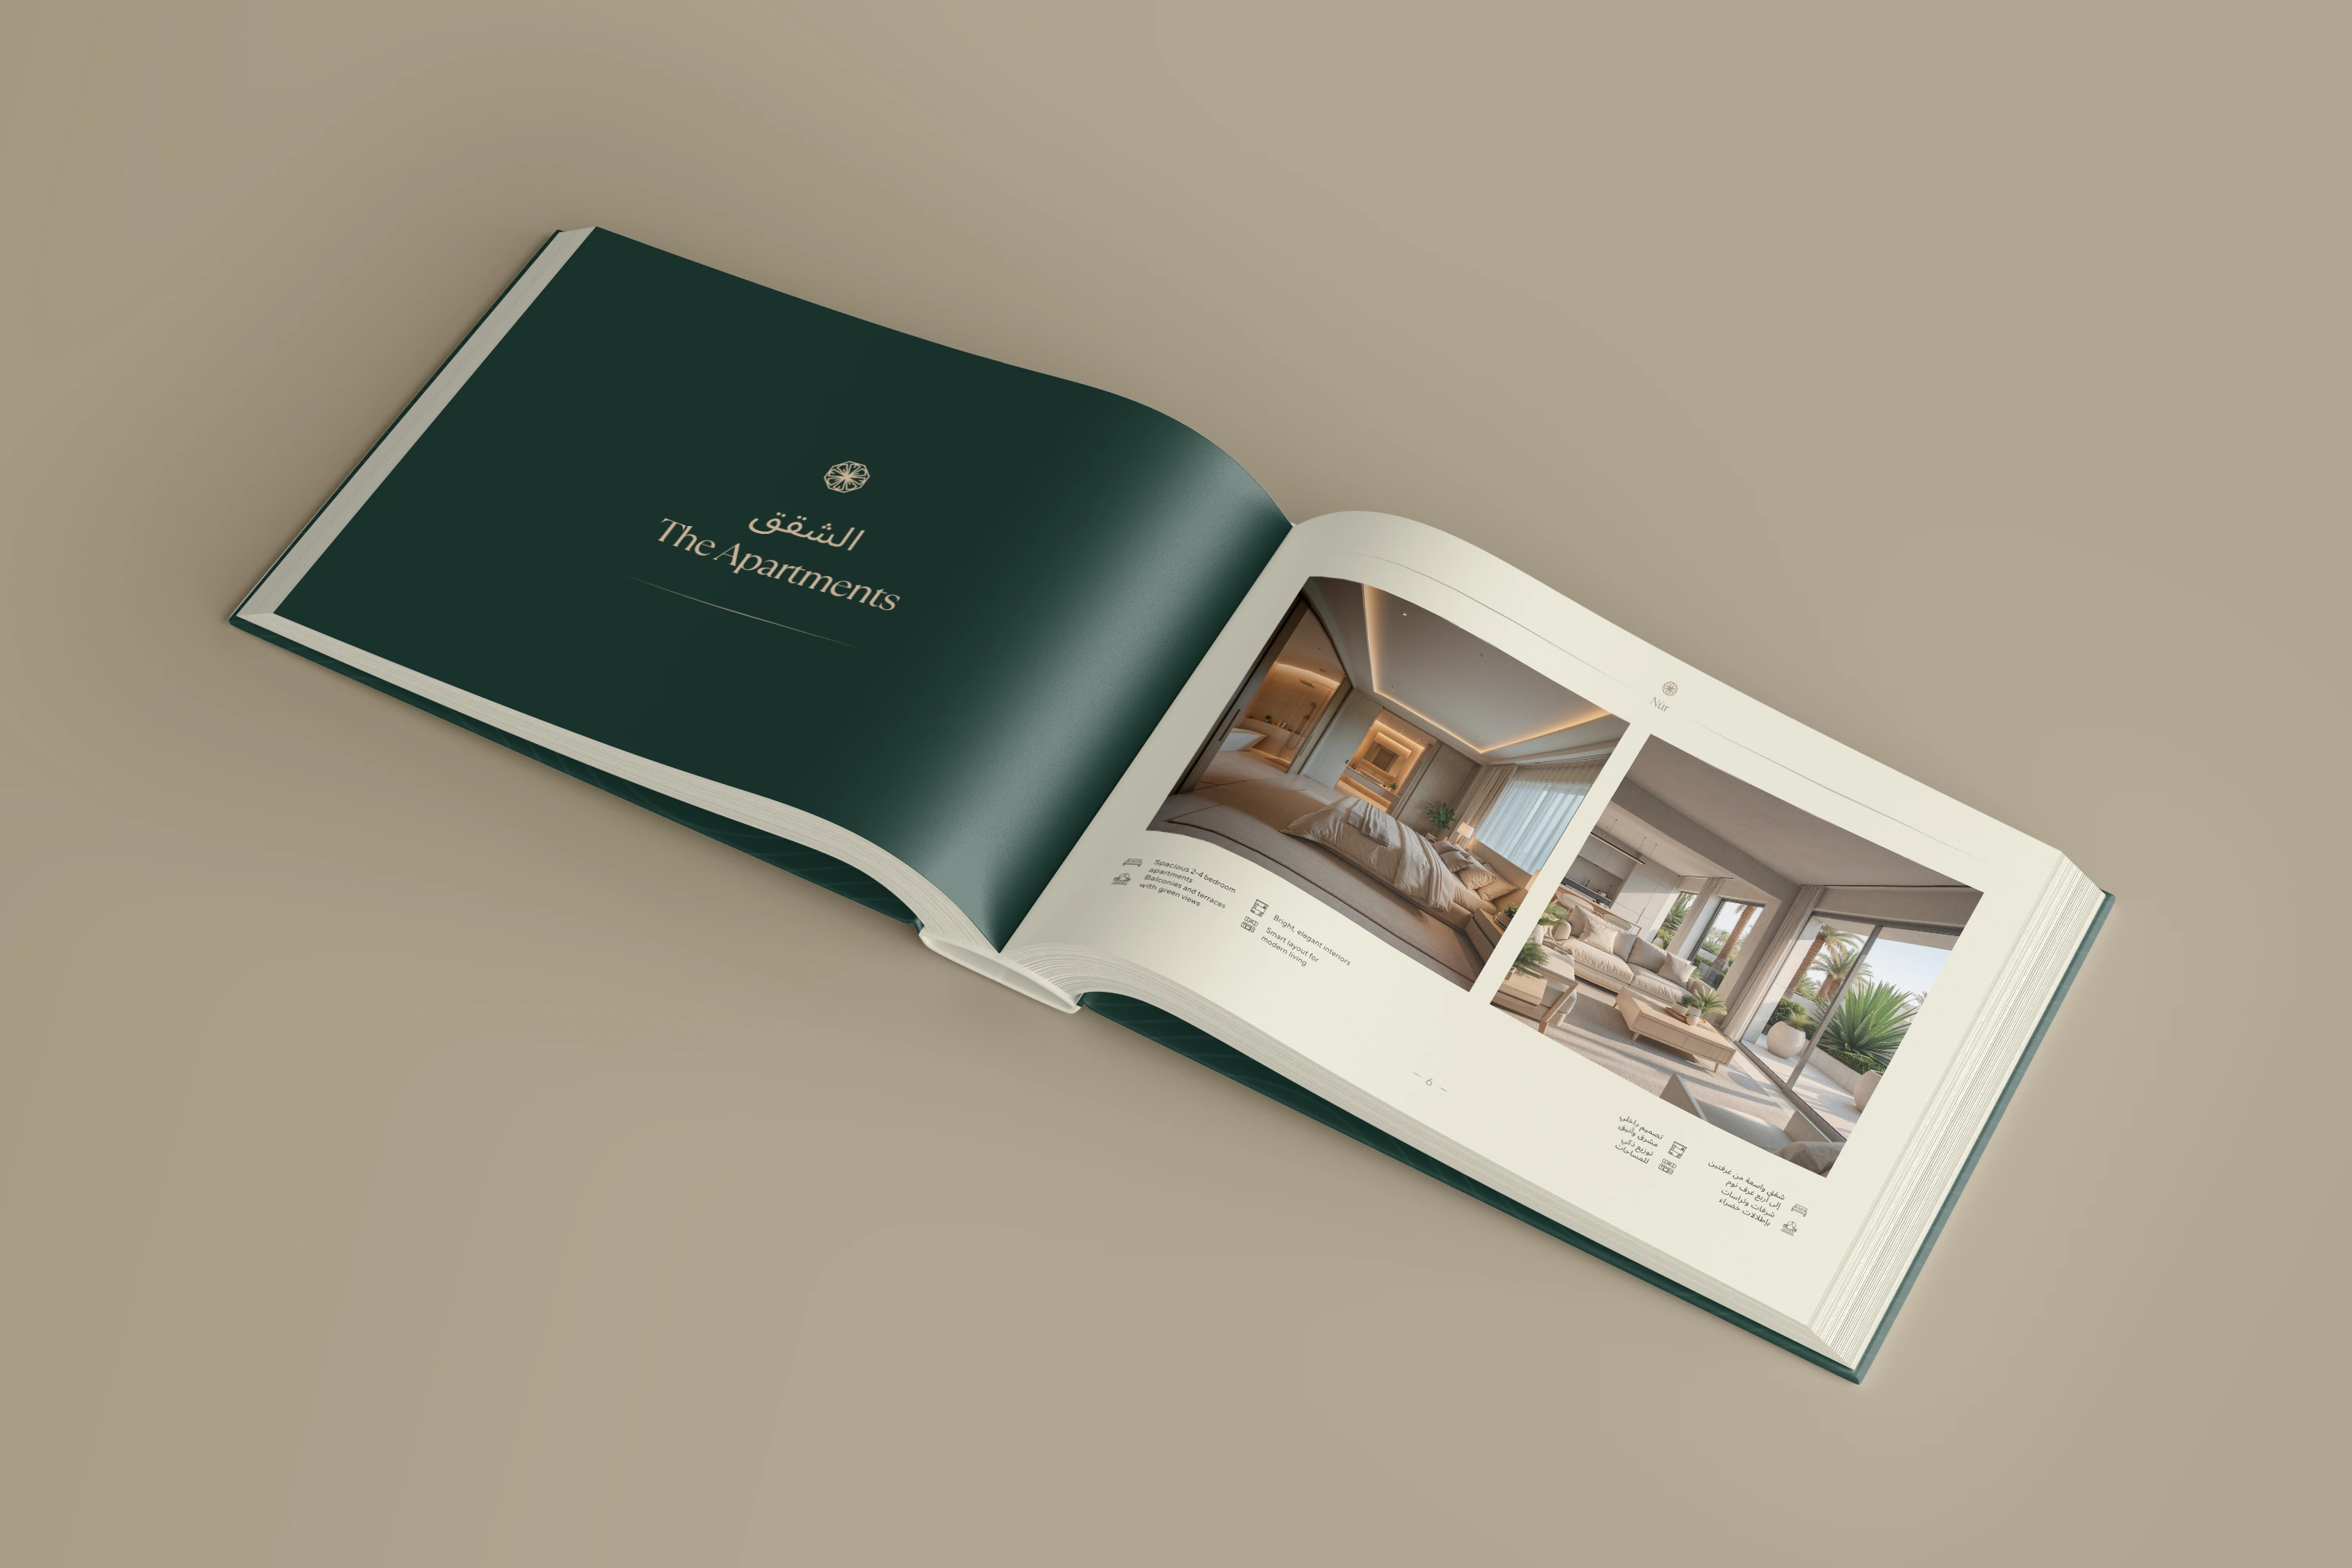 الشقق
The Apartments
Nūr
Spacious 2-4 bedroom
apartments
Balconies and terraces
with green views
Bright, elegant interiors
Smart layout for
modern living
تصميم داخلي
مشرق وأنيق
توزيع ذكي
للمساحات
شقق واسعة من غرفتين
إلى أربع غرف نوم
شرفات وتراسات
بإطلالات خضراء
— 6 —